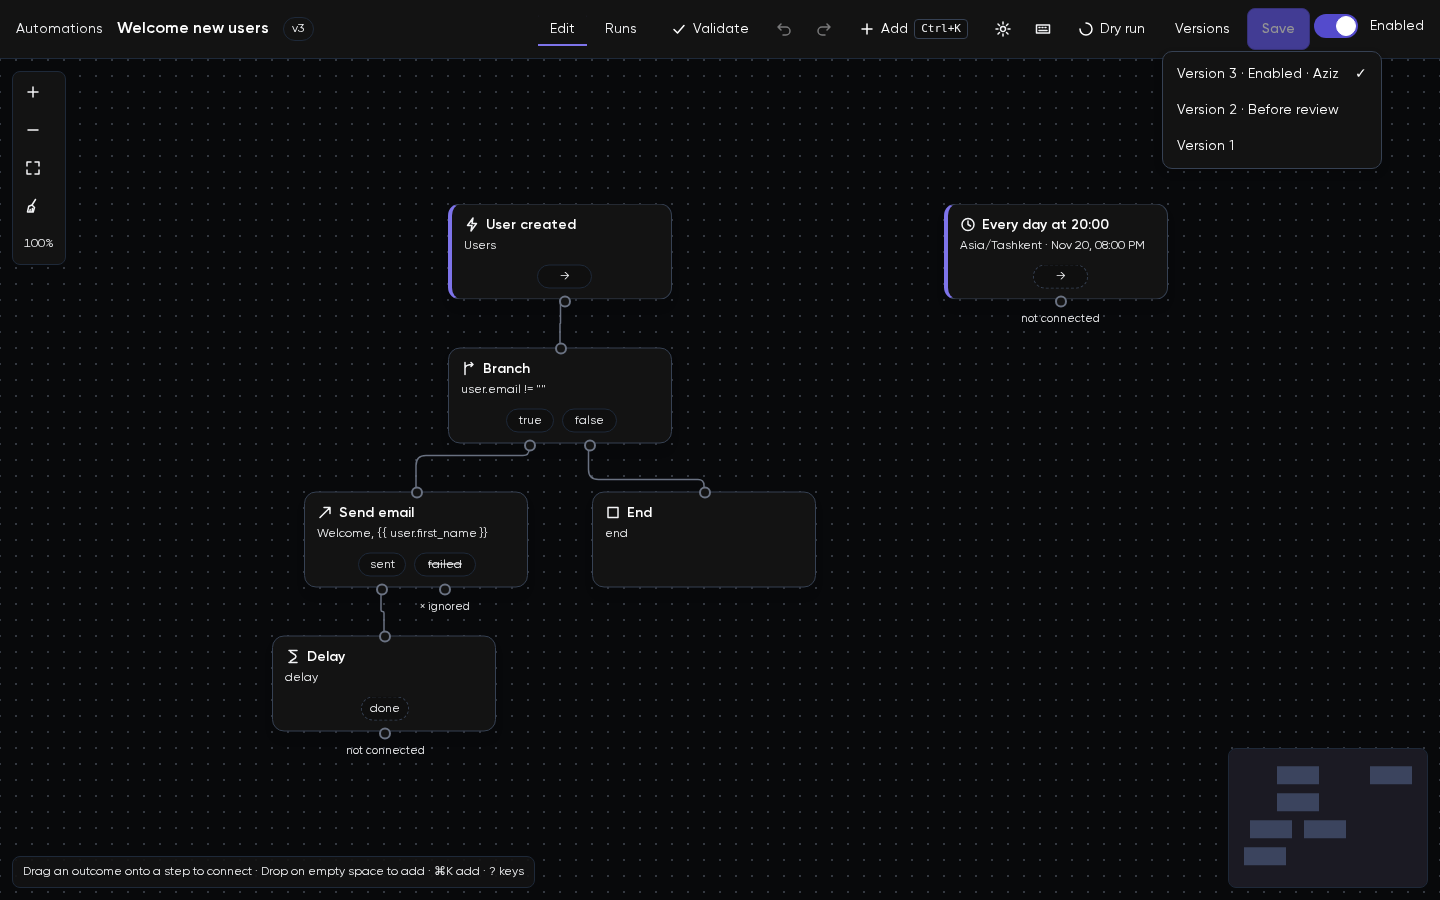 Automations Welcome new users v3 Edit Runs Validate Add Ctrl+K Dry run Versions Save Enabled
Version 3 · Enabled · Aziz ✓
Version 2 · Before review
Version 1
100%
User created
Users
→
Every day at 20:00
Asia/Tashkent · Nov 20, 08:00 PM
→
not connected
Branch
user.email != ""
true false
Send email
Welcome, {{ user.first_name }}
sent failed
× ignored
End
end
Delay
delay
done
not connected
Drag an outcome onto a step to connect · Drop on empty space to add · ⌘K add · ? keys